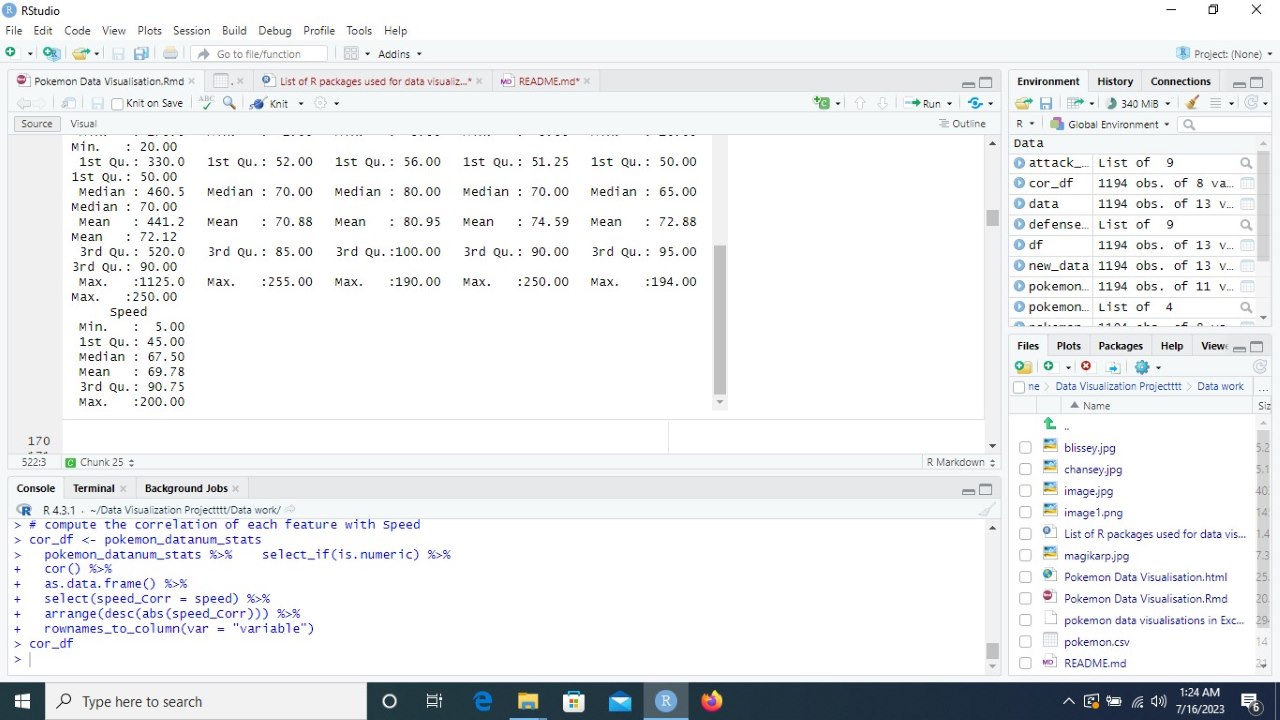 RStudio
File Edit Code View Plots Session Build Debug Profile Tools Help
Go to file/function Addins Project: (None)
Pokemon Data Visualisation.Rmd . List of R packages used for data visualiz...* README.md*
Knit on Save ABC Knit Run
Source Visual Outline
Min. : 20.00
1st Qu.: 330.0 1st Qu.: 52.00 1st Qu.: 56.00 1st Qu.: 51.25 1st Qu.: 50.00
1st Qu.: 50.00
Median : 460.5 Median : 70.00 Median : 80.00 Median : 70.00 Median : 65.00
Median : 70.00
Mean : 441.2 Mean : 70.88 Mean : 80.95 Mean : 74.59 Mean : 72.88
Mean : 72.12
3rd Qu.: 520.0 3rd Qu.: 85.00 3rd Qu.:100.00 3rd Qu.: 90.00 3rd Qu.: 95.00
3rd Qu.: 90.00
Max. :1125.0 Max. :255.00 Max. :190.00 Max. :250.00 Max. :194.00
Max. :250.00
Speed
Min. : 5.00
1st Qu.: 45.00
Median : 67.50
Mean : 69.78
3rd Qu.: 90.75
Max. :200.00
170
522:3 Chunk 25 R Markdown
Console Terminal Background Jobs
R 4.3.1 · ~/Data Visualization Projectttt/Data work/
> # compute the correlation of each feature with Speed
> cor_df <- pokemon_datanum_stats
> pokemon_datanum_stats %>% select_if(is.numeric) %>%
+ cor() %>%
+ as.data.frame() %>%
+ select(speed_Corr = speed) %>%
+ arrange(desc(abs(speed_Corr))) %>%
+ rownames_to_column(var = "variable")
> cor_df
>
Environment History Connections
340 MiB
R Global Environment
Data
attack_... List of 9
cor_df 1194 obs. of 8 va...
data 1194 obs. of 13 v...
defense... List of 9
df 1194 obs. of 13 v...
new_data 1194 obs. of 13 v...
pokemon... 1194 obs. of 11 v...
pokemon... List of 4
Files Plots Packages Help View
ne > Data Visualization Projectttt > Data work ...
Name Siz
..
blissey.jpg 5.2
chansey.jpg 5.1
image.jpg 40.
image1.png
List of R packages used for data vis... 1.4
magikarp.jpg 7.3
Pokemon Data Visualisation.html
Pokemon Data Visualisation.Rmd 20.
pokemon data visualisations in Exc...
pokemon.csv 14
README.md
Type here to search
1:24 AM
7/16/2023
6